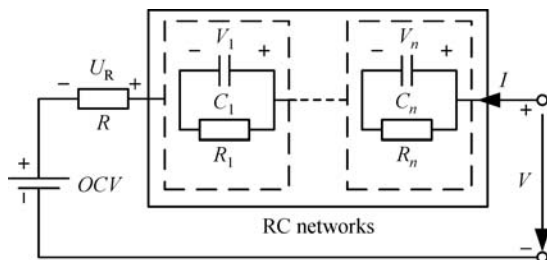 − V1 + − Vn +
− UR + C1 Cn I
R R1 Rn +
+ OCV − V
RC networks −